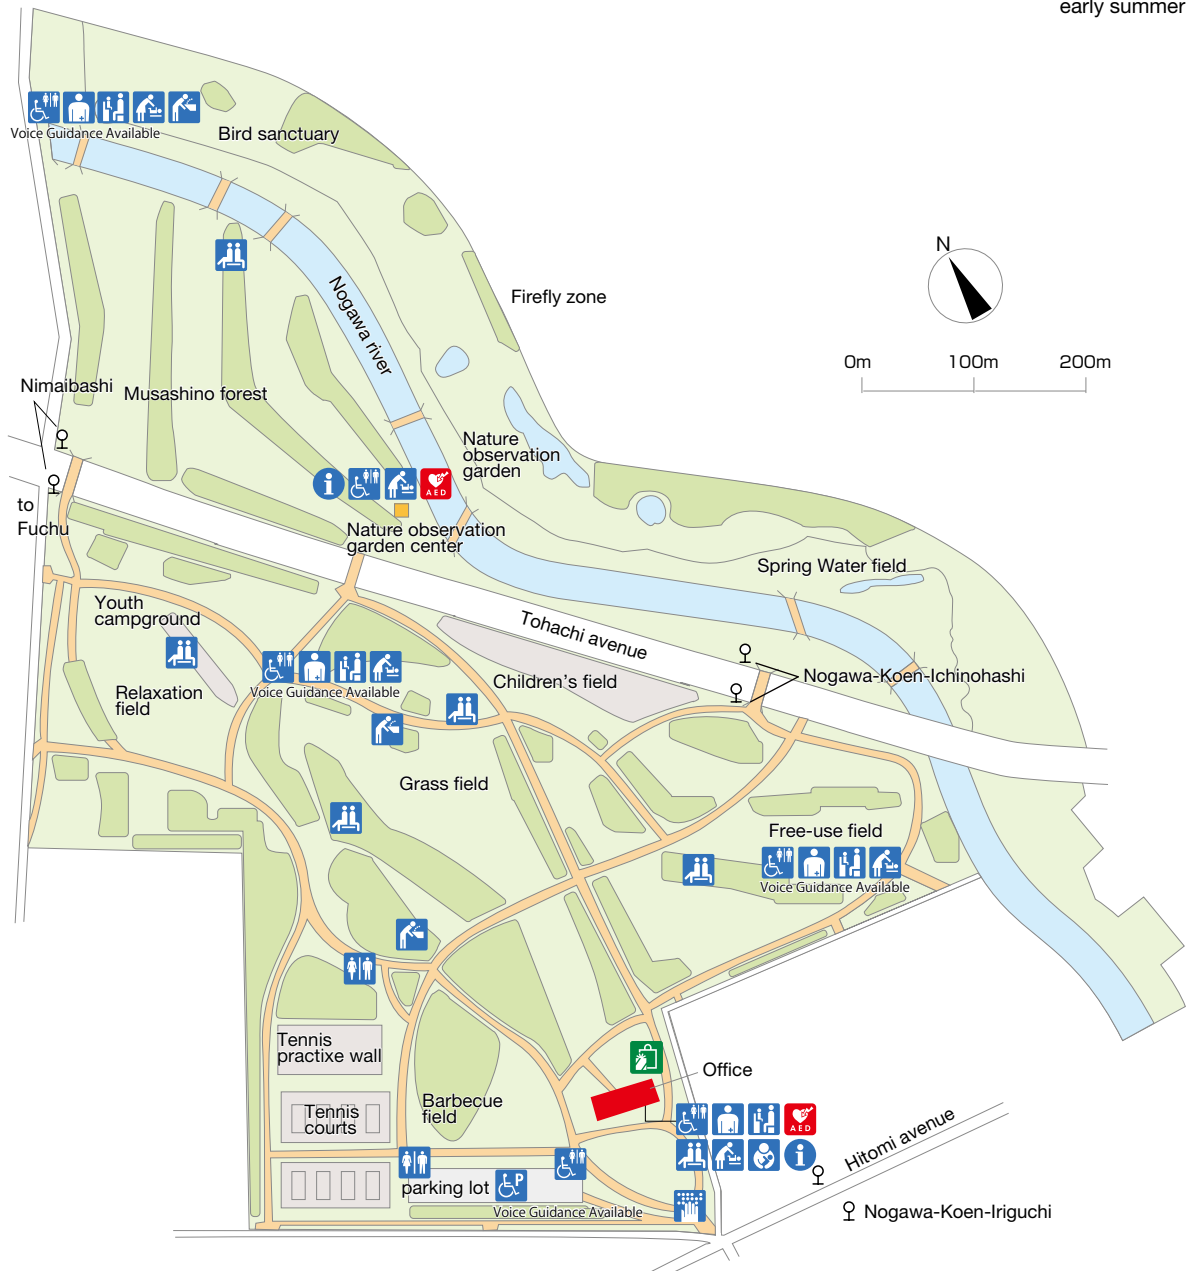 early summer
Voice Guidance Available
Bird sanctuary
N
Firefly zone
Nogawa river
0m
100m
200m
Nimaibashi
Musashino forest
Nature
observation
garden
AED
to
Fuchu
Nature observation
garden center
Spring Water field
Youth
campground
Tohachi avenue
Voice Guidance Available
Children's field
Nogawa-Koen-Ichinohashi
Relaxation
field
Grass field
Free-use field
Voice Guidance Available
Tennis
practixe wall
Office
Barbecue
field
Tennis
courts
AED
Hitomi avenue
parking lot
P
Voice Guidance Available
Nogawa-Koen-Iriguchi